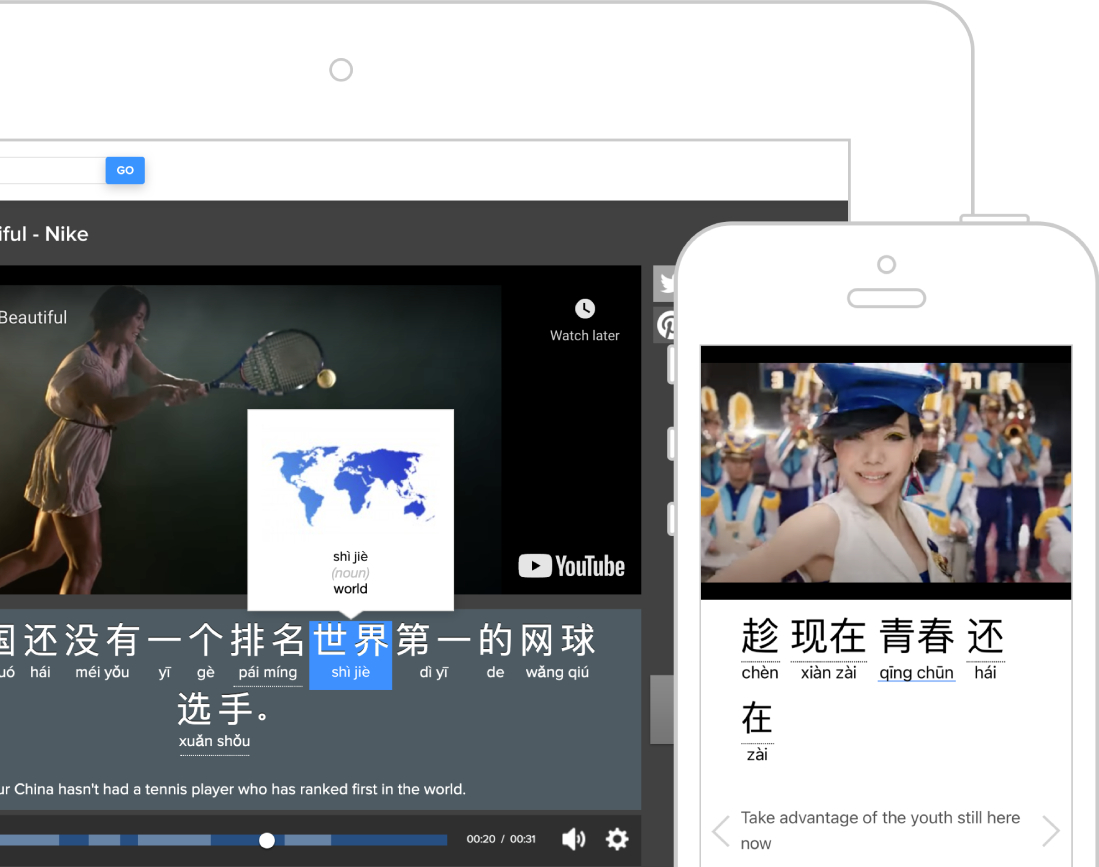 GO
iful - Nike
Beautiful
Watch later
YouTube
shì jiè
(noun)
world
国还没有一个排名世界第一的网球
uó hái méi yǒu yī gè pái míng shì jiè dì yī de wǎng qiú
选手。
xuǎn shǒu
ur China hasn't had a tennis player who has ranked first in the world.
00:20 / 00:31
趁 现在 青春 还
chèn xiàn zài qīng chūn hái
在
zài
Take advantage of the youth still here
now